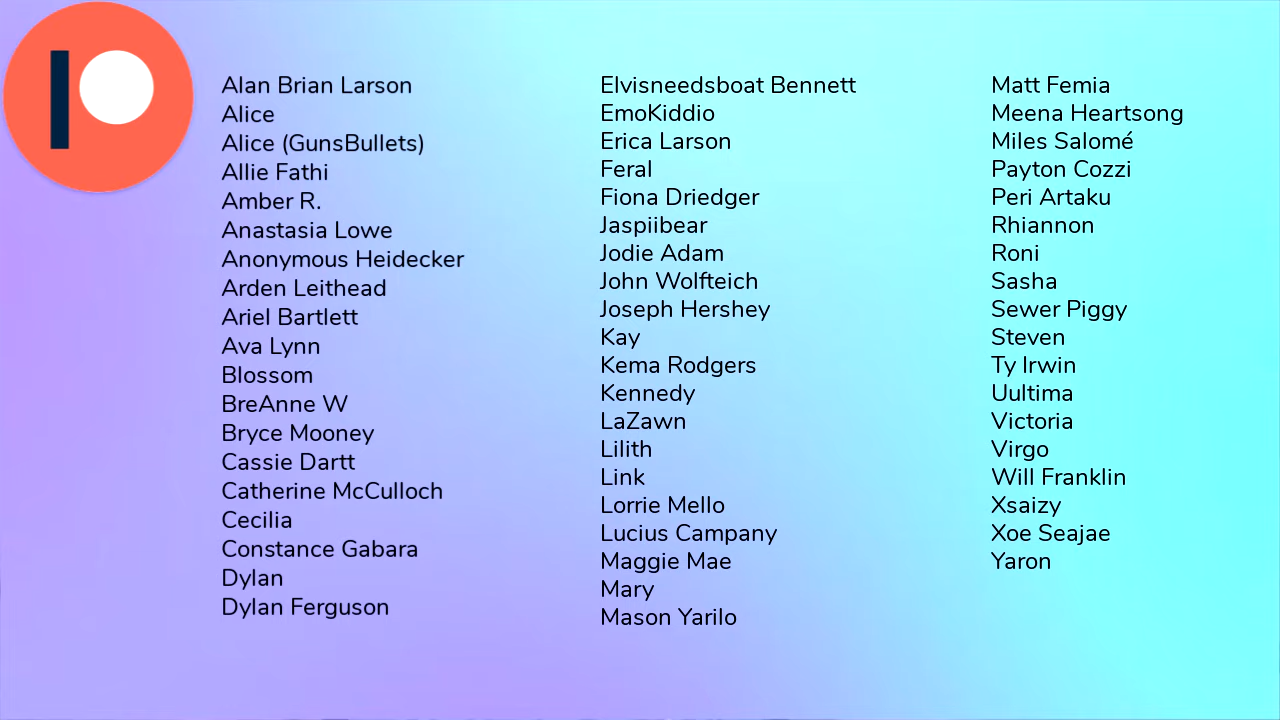 Alan Brian Larson
Alice
Alice (GunsBullets)
Allie Fathi
Amber R.
Anastasia Lowe
Anonymous Heidecker
Arden Leithead
Ariel Bartlett
Ava Lynn
Blossom
BreAnne W
Bryce Mooney
Cassie Dartt
Catherine McCulloch
Cecilia
Constance Gabara
Dylan
Dylan Ferguson
Elvisneedsboat Bennett
EmoKiddio
Erica Larson
Feral
Fiona Driedger
Jaspiibear
Jodie Adam
John Wolfteich
Joseph Hershey
Kay
Kema Rodgers
Kennedy
LaZawn
Lilith
Link
Lorrie Mello
Lucius Campany
Maggie Mae
Mary
Mason Yarilo
Matt Femia
Meena Heartsong
Miles Salomé
Payton Cozzi
Peri Artaku
Rhiannon
Roni
Sasha
Sewer Piggy
Steven
Ty Irwin
Uultima
Victoria
Virgo
Will Franklin
Xsaizy
Xoe Seajae
Yaron